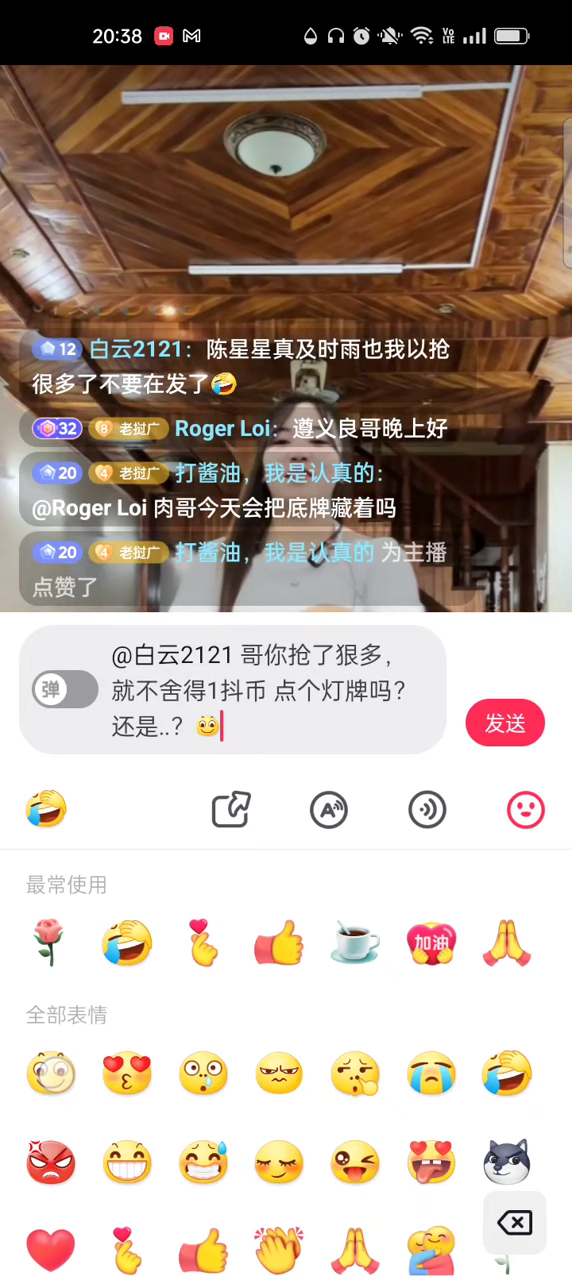 20:38
Vo
LTE
12 白云2121：陈星星真及时雨也我以抢
很多了不要在发了
32 8 老挝广 Roger Loi：遵义良哥晚上好
20 4 老挝广 打酱油，我是认真的：
@Roger Loi 肉哥今天会把底牌藏着吗
20 4 老挝广 打酱油，我是认真的 为主播
点赞了
弹
@白云2121 哥你抢了狠多，
就不舍得1抖币 点个灯牌吗？
还是..？
发送
A
最常使用
加油
全部表情